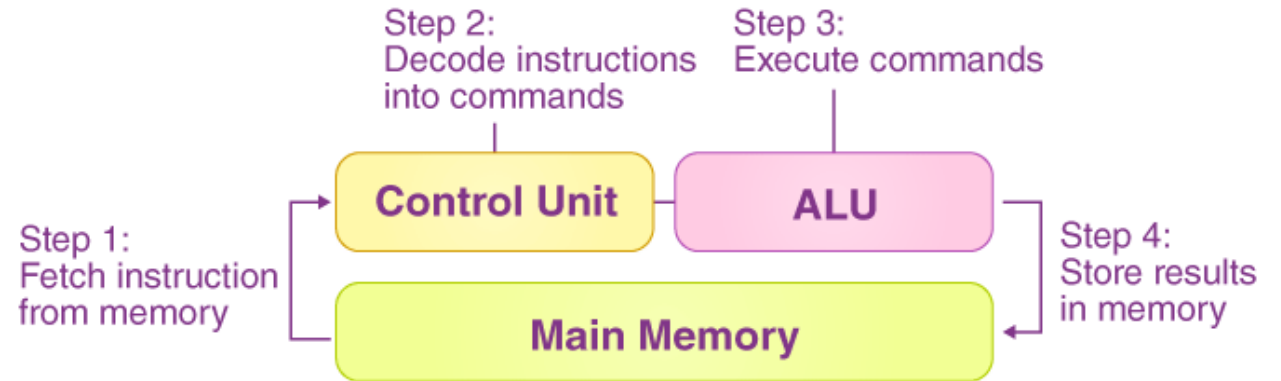 Step 2:
Decode instructions
into commands
Step 3:
Execute commands
Control Unit
ALU
Step 1:
Fetch instruction
from memory
Step 4:
Store results
in memory
Main Memory